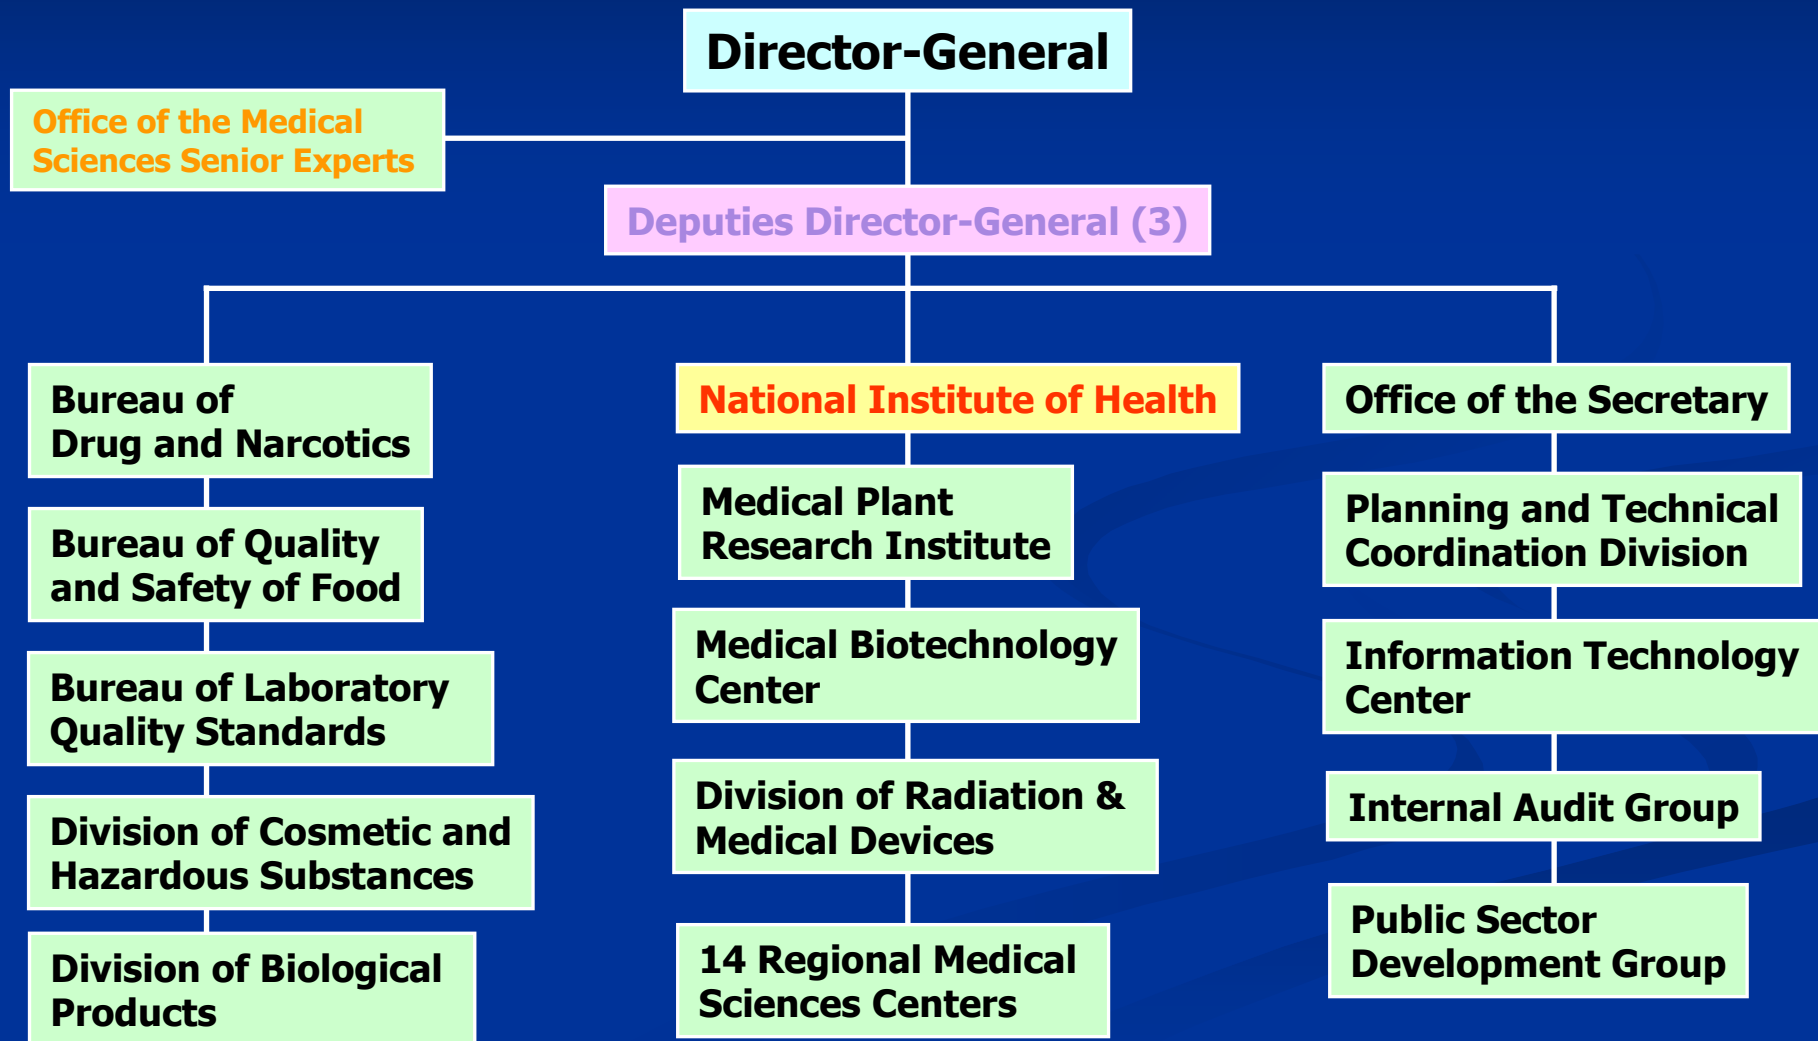 Director-General
Office of the Medical
Sciences Senior Experts
Deputies Director-General (3)
Bureau of
Drug and Narcotics
Bureau of Quality
and Safety of Food
Bureau of Laboratory
Quality Standards
Division of Cosmetic and
Hazardous Substances
Division of Biological
Products
National Institute of Health
Medical Plant
Research Institute
Medical Biotechnology
Center
Division of Radiation &
Medical Devices
14 Regional Medical
Sciences Centers
Office of the Secretary
Planning and Technical
Coordination Division
Information Technology
Center
Internal Audit Group
Public Sector
Development Group